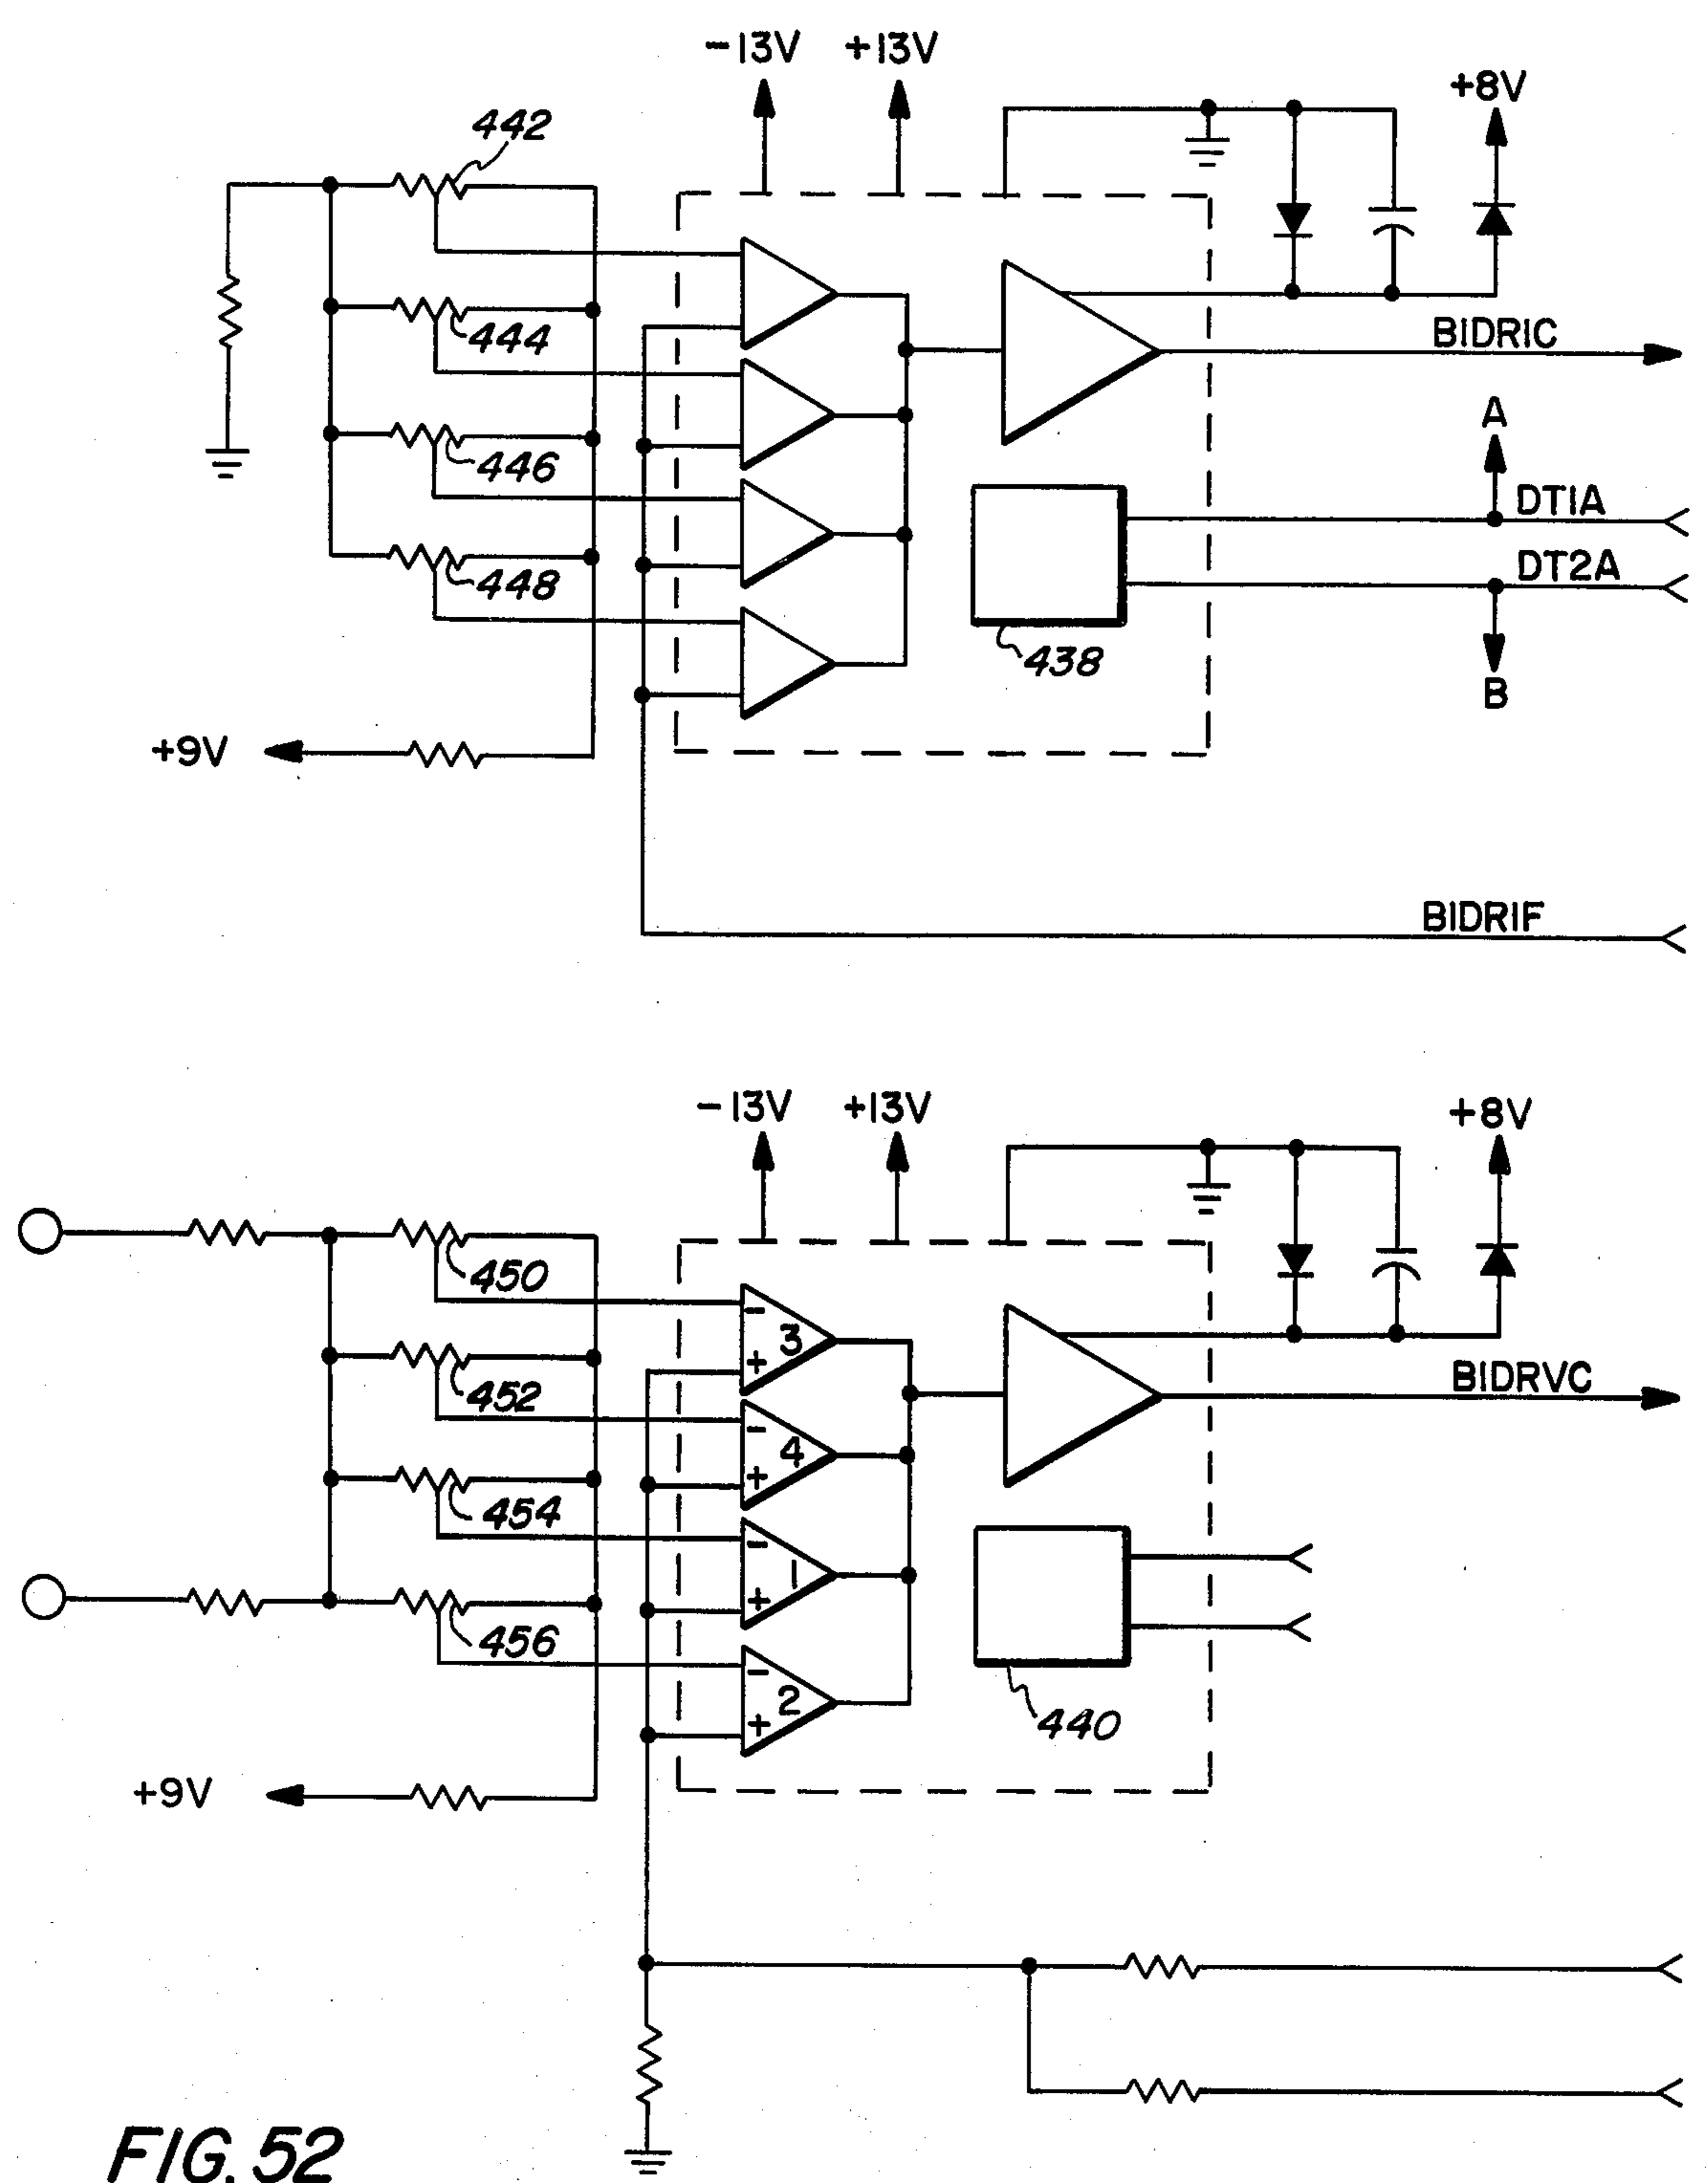 -13V +13V
+8V
442
444
BIDRIC
A
446
DT1A
448
DT2A
438
B
+9V
BIDRIF
-13V +13V
+8V
450
- 3 +
BIDRVC
452
- 4 +
454
- 1 +
456
- 2 +
440
+9V
FIG. 52